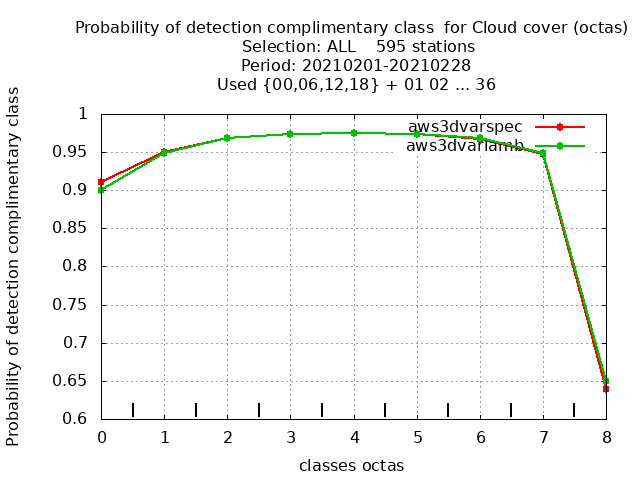 Probability of detection complimentary class  for Cloud cover (octas)
Selection: ALL    595 stations
Period: 20210201-20210228
Used {00,06,12,18} + 01 02 ... 36
aws3dvarspec
aws3dvarlamb
Probability of detection complimentary class
1
0.95
0.9
0.85
0.8
0.75
0.7
0.65
0.6
0 1 2 3 4 5 6 7 8
classes octas